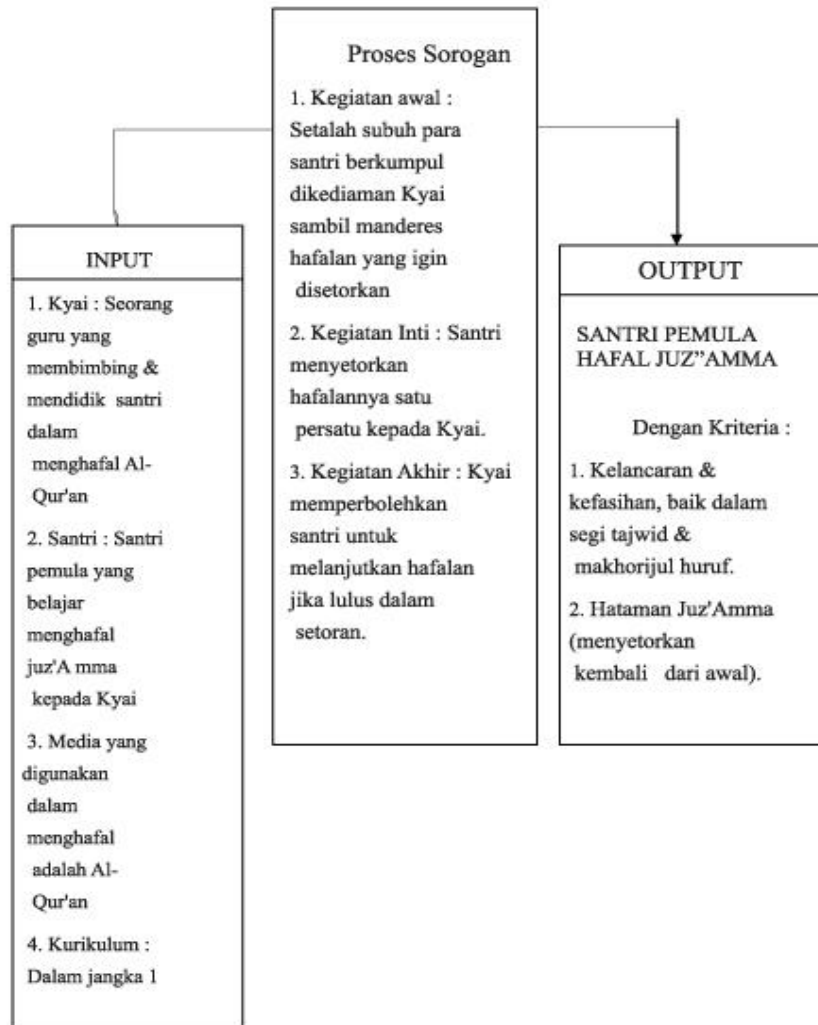 Proses Sorogan
1. Kegiatan awal :
Setalah subuh para
santri berkumpul
dikediaman Kyai
sambil manderes
hafalan yang igin
disetorkan
2. Kegiatan Inti : Santri
menyetorkan
hafalannya satu
persatu kepada Kyai.
3. Kegiatan Akhir : Kyai
memperbolehkan
santri untuk
melanjutkan hafalan
jika lulus dalam
setoran.
INPUT
1. Kyai : Seorang
guru yang
membimbing &
mendidik santri
dalam
menghafal Al-
Qur'an
2. Santri : Santri
pemula yang
belajar
menghafal
juz'A mma
kepada Kyai
3. Media yang
digunakan
dalam
menghafal
adalah Al-
Qur'an
4. Kurikulum :
Dalam jangka 1
OUTPUT
SANTRI PEMULA
HAFAL JUZ”AMMA
Dengan Kriteria :
1. Kelancaran &
kefasihan, baik dalam
segi tajwid &
makhorijul huruf.
2. Hataman Juz'Amma
(menyetorkan
kembali dari awal).